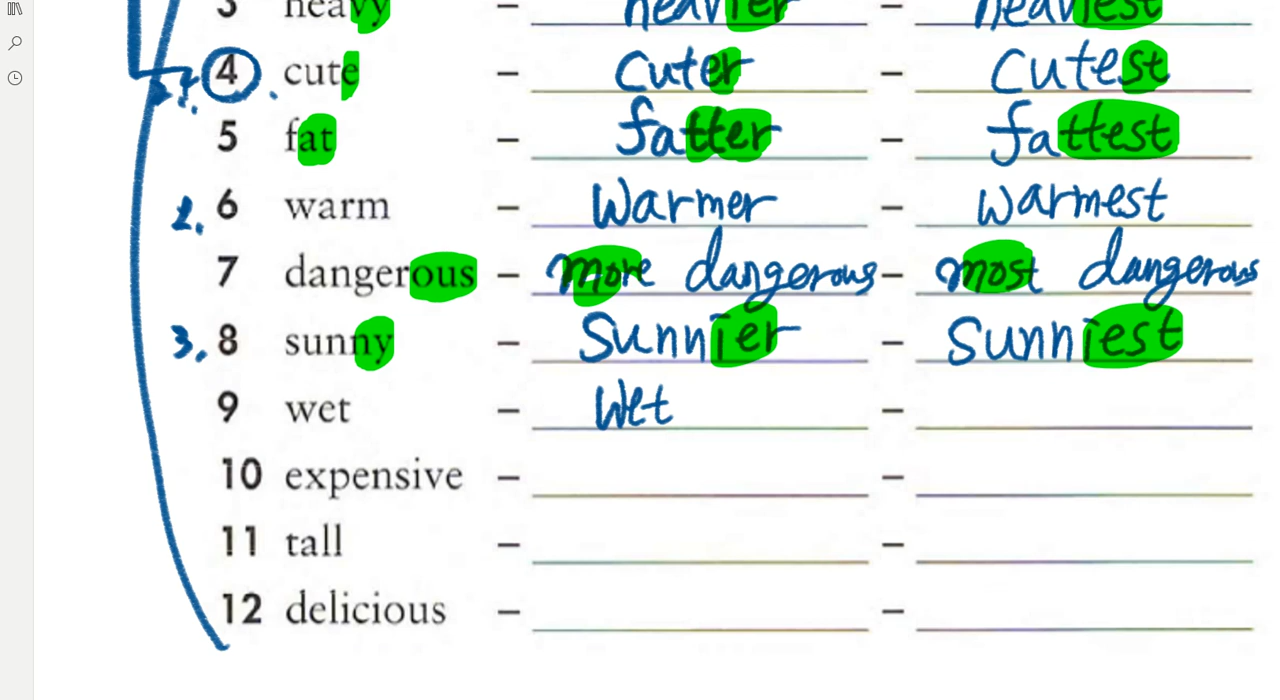 3 heavy – heavier – heaviest
4 cute – Cuter – Cutest
5 fat – fatter – fattest
2. 6 warm – Warmer – warmest
7 dangerous – more dangerous – most dangerous
3. 8 sunny – Sunnier – Sunniest
9 wet – Wet –
10 expensive – –
11 tall – –
12 delicious – –